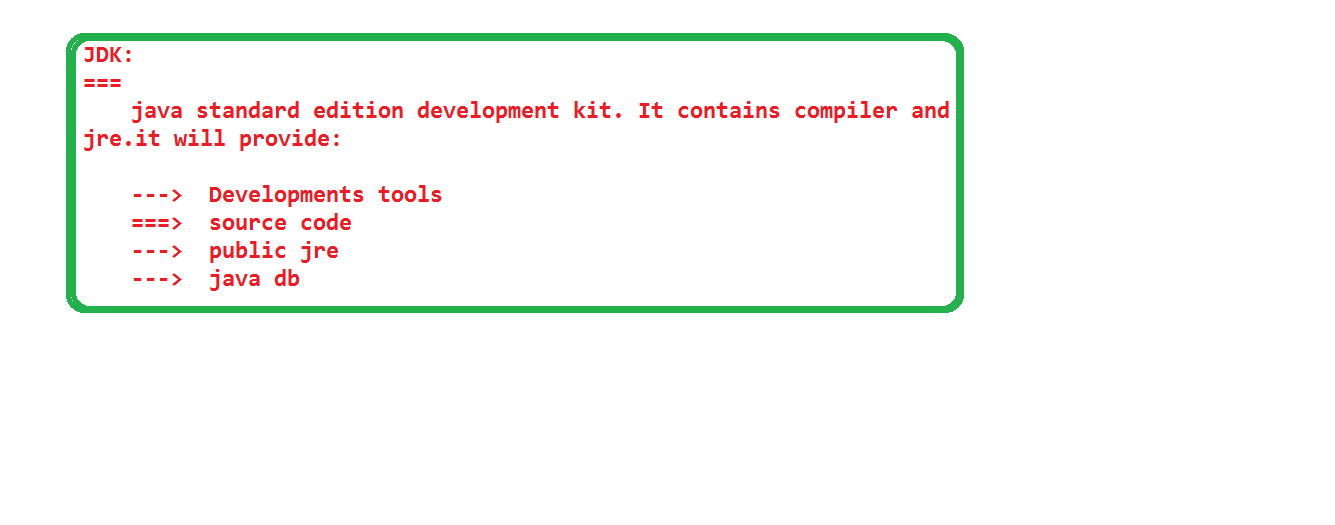 JDK:
===
java standard edition development kit. It contains compiler and
jre.it will provide:
---> Developments tools
===> source code
---> public jre
---> java db